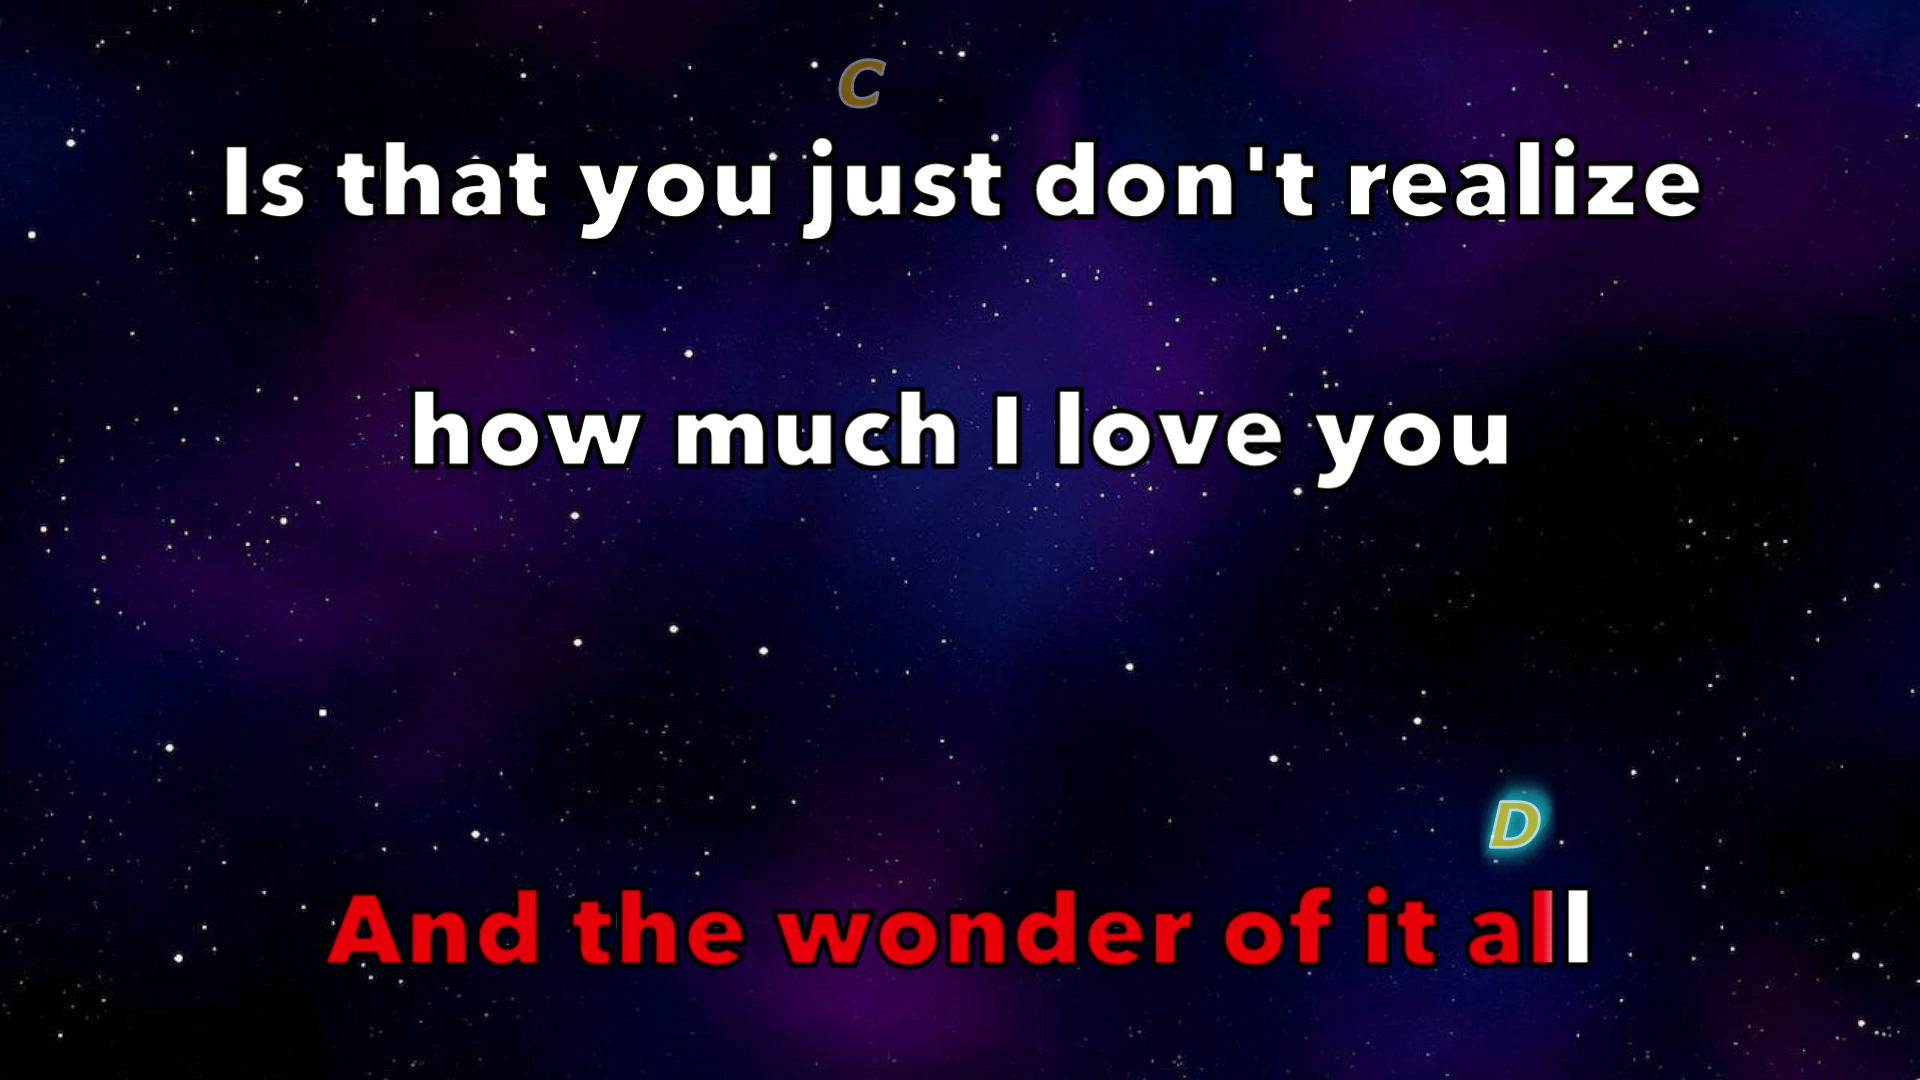 C
Is that you just don't realize
how much I love you
D
And the wonder of it all